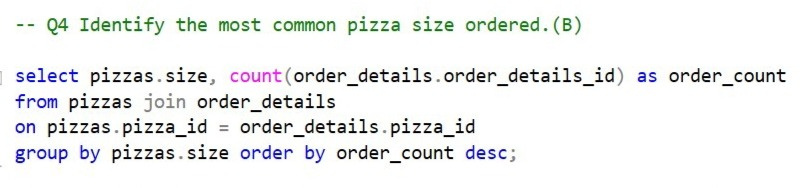 -- Q4 Identify the most common pizza size ordered.(B)
select pizzas.size, count(order_details.order_details_id) as order_count
from pizzas join order_details
on pizzas.pizza_id = order_details.pizza_id
group by pizzas.size order by order_count desc;